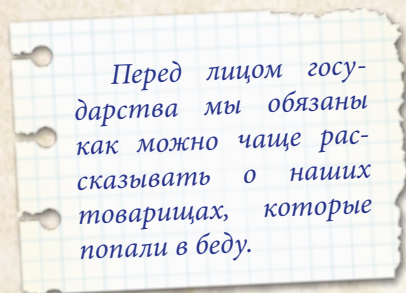 Перед лицом госу-
дарства мы обязаны
как можно чаще рас-
сказывать о наших
товарищах, которые
попали в беду.